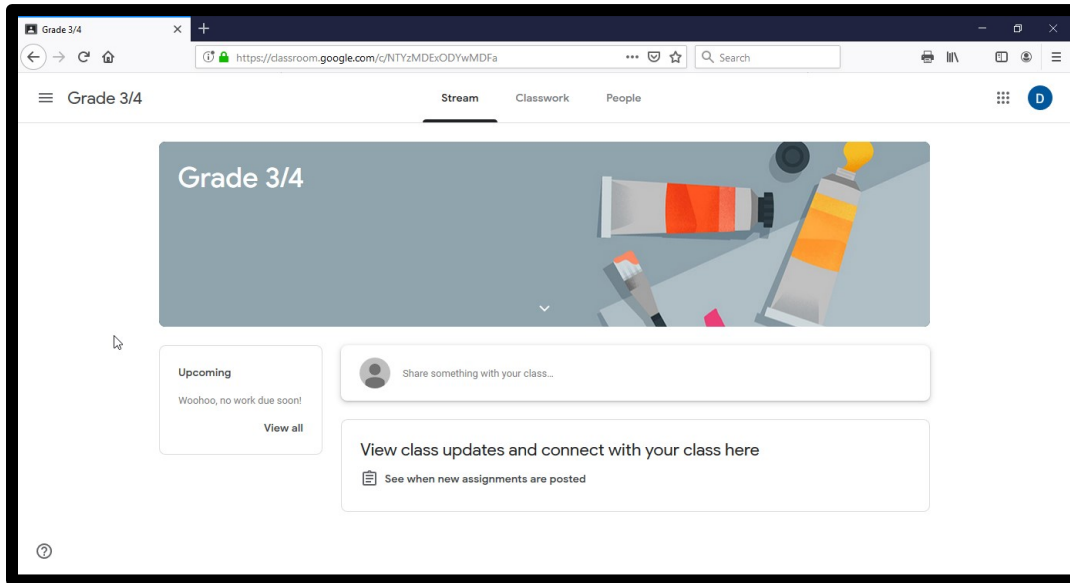 Grade 3/4
https://classroom.google.com/c/NTYzMDExODYwMDFa
Search
Grade 3/4
Stream Classwork People
D
Grade 3/4
Upcoming
Woohoo, no work due soon!
View all
Share something with your class...
View class updates and connect with your class here
See when new assignments are posted